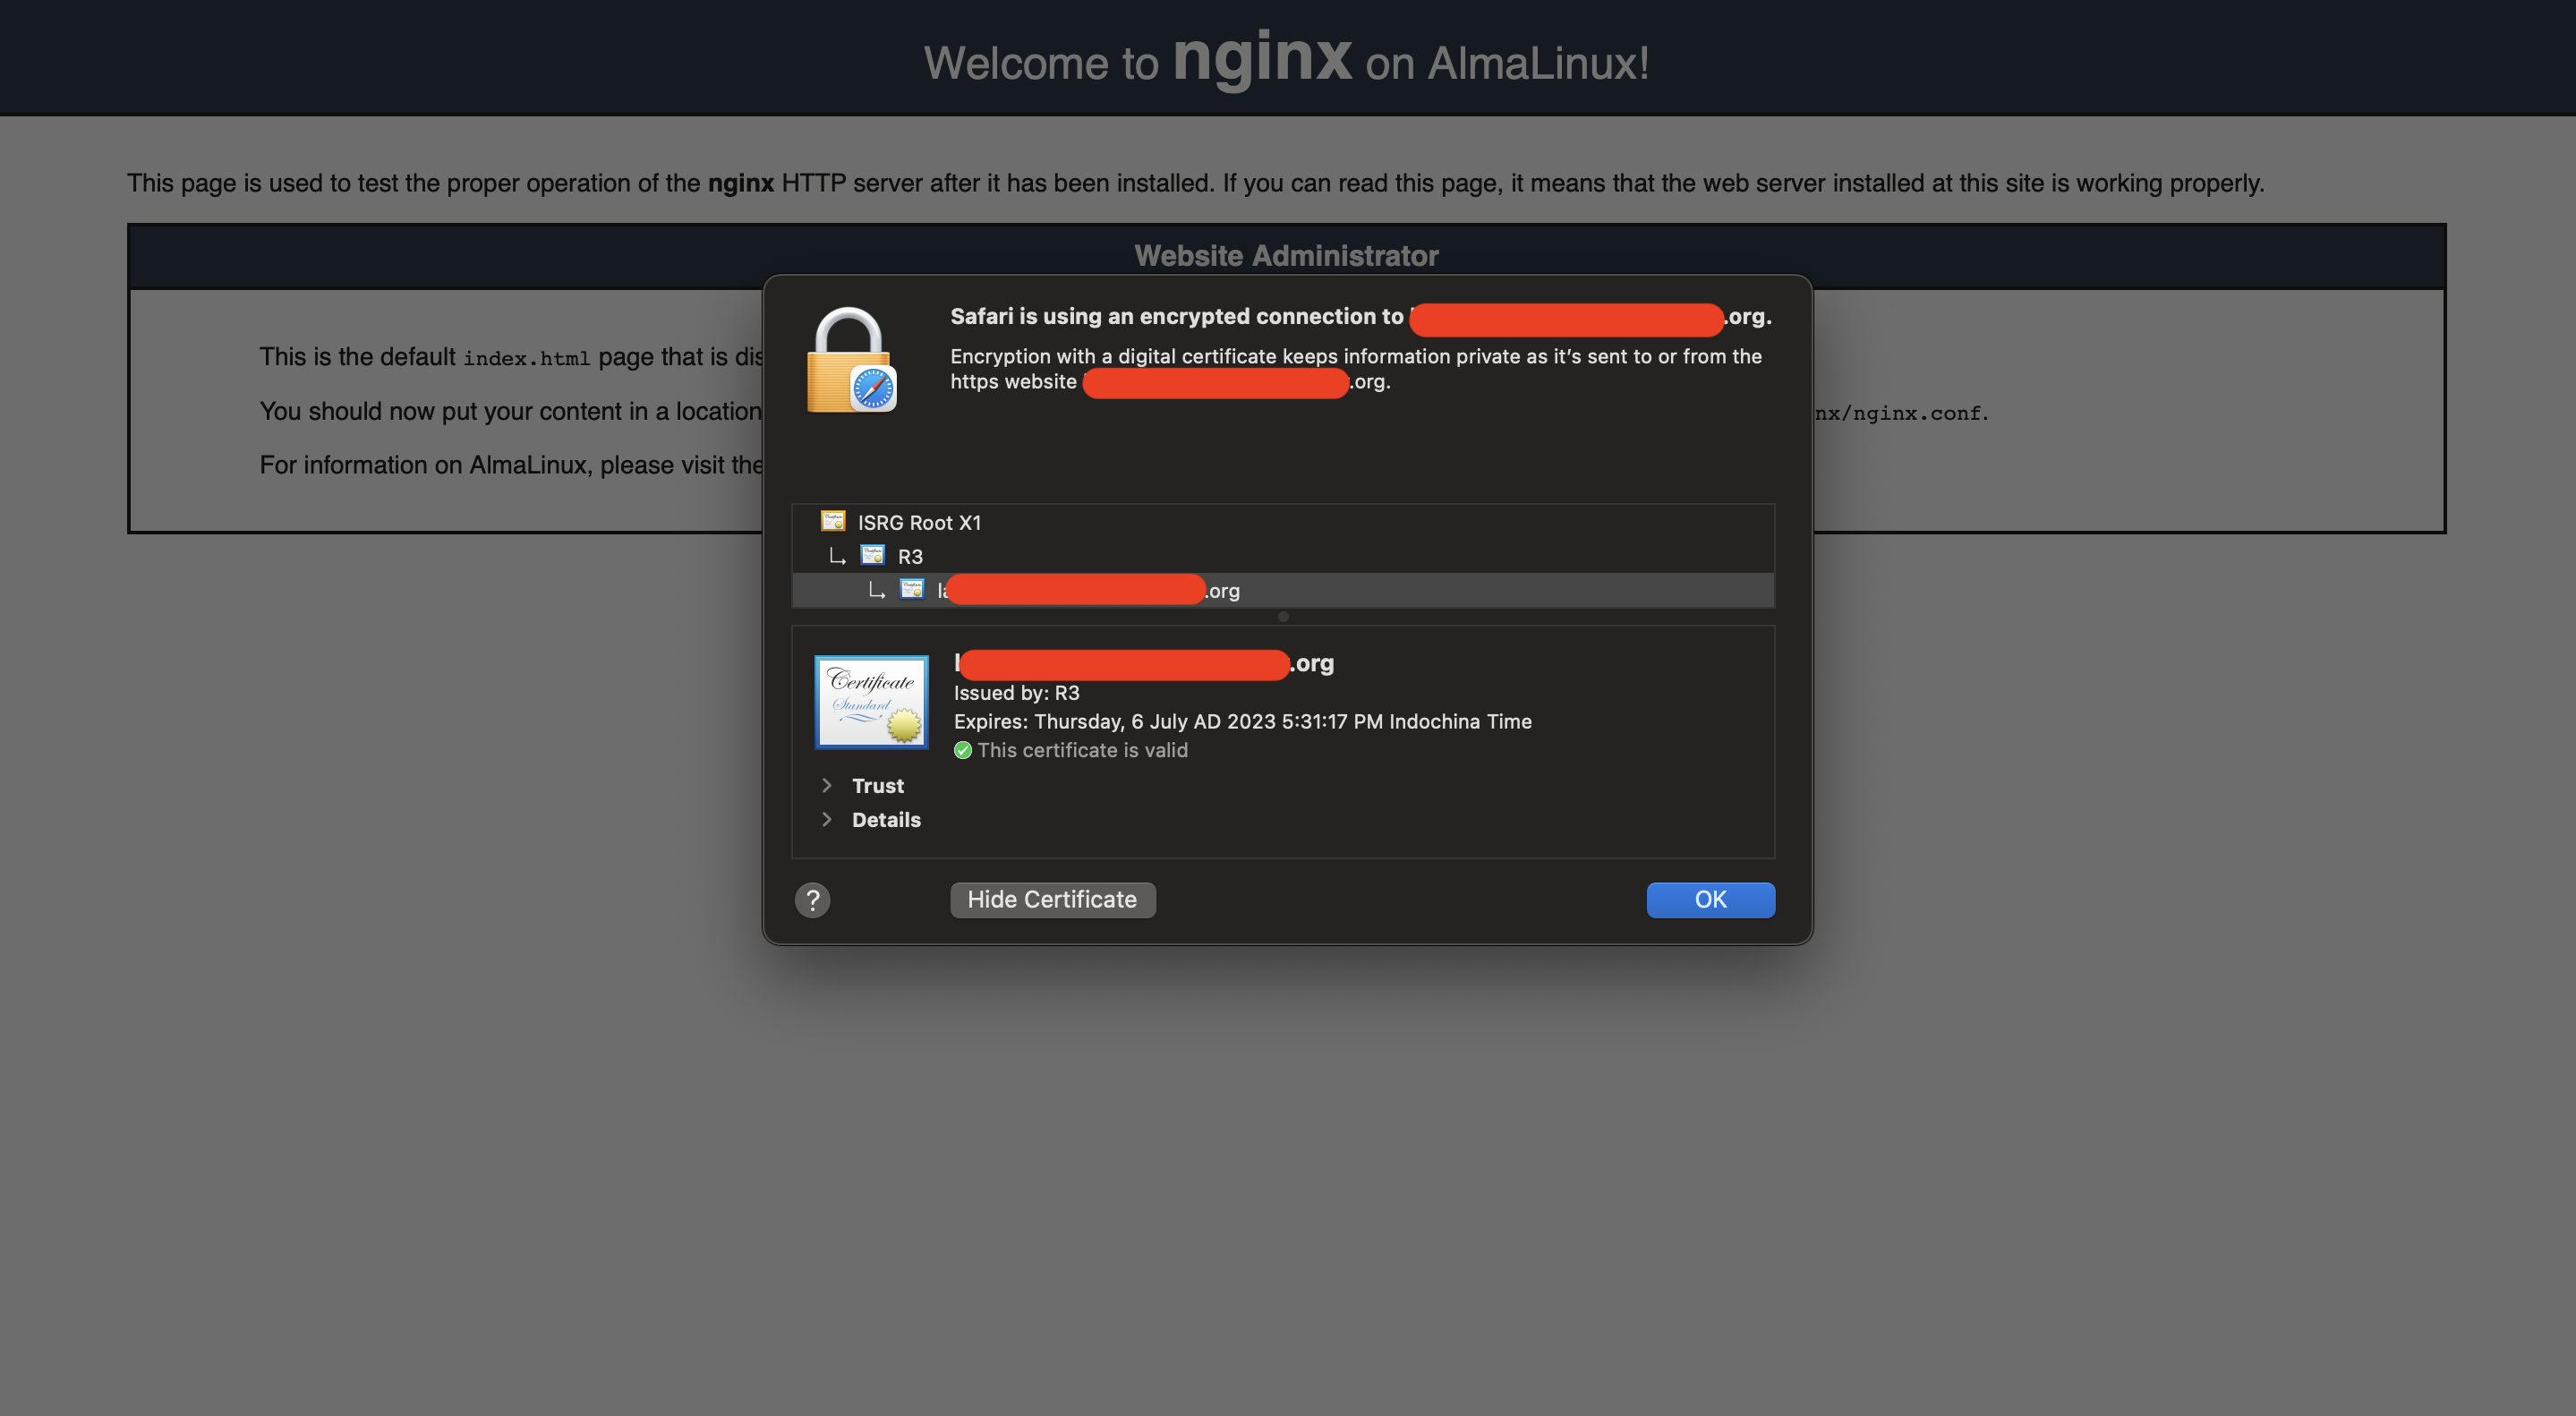 Welcome to nginx on AlmaLinux!
This page is used to test the proper operation of the nginx HTTP server after it has been installed. If you can read this page, it means that the web server installed at this site is working properly.
Website Administrator
This is the default index.html page that is
You should now put your content in a location
nx/nginx.conf.
For information on AlmaLinux, please visit the
Safari is using an encrypted connection to .org.
Encryption with a digital certificate keeps information private as it’s sent to or from the
https website .org.
ISRG Root X1
R3
.org
.org
Issued by: R3
Expires: Thursday, 6 July AD 2023 5:31:17 PM Indochina Time
This certificate is valid
Trust
Details
?
Hide Certificate
OK
Certificate
Standard